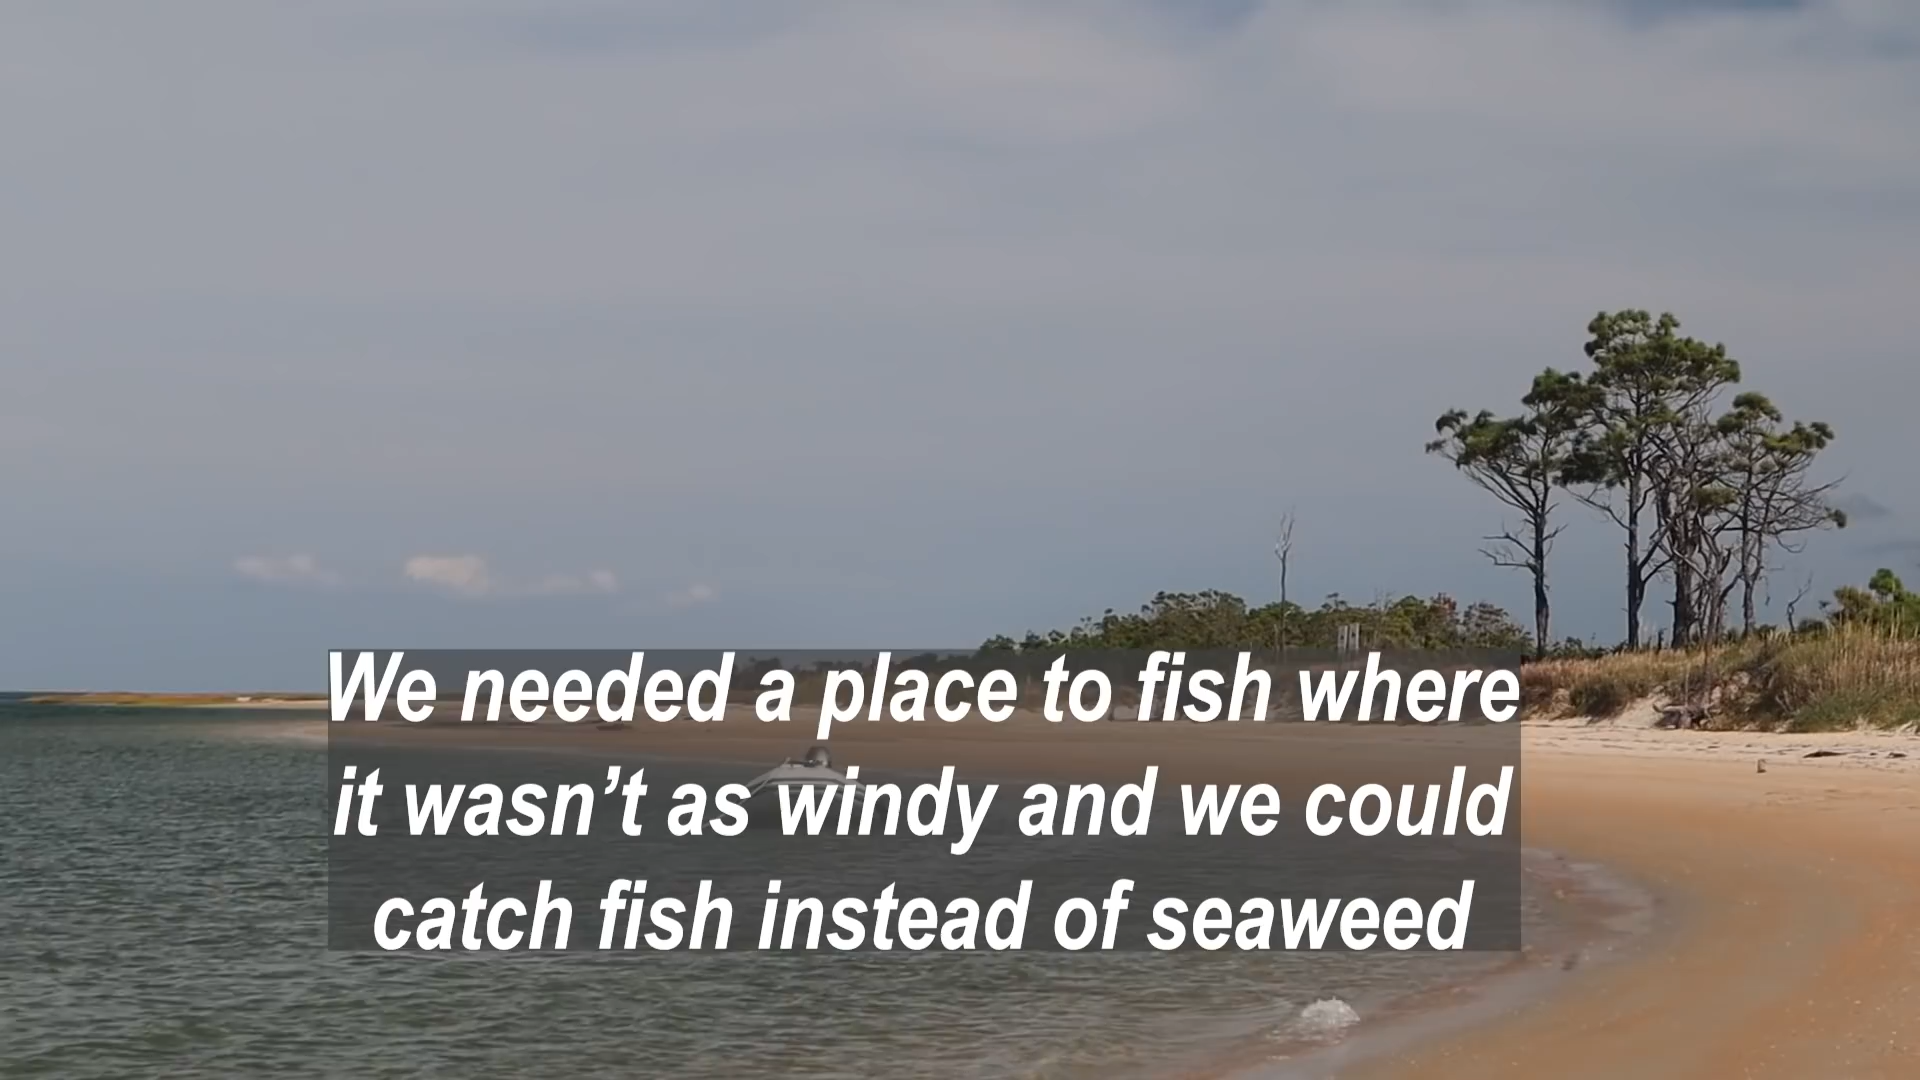 We needed a place to fish where
it wasn’t as windy and we could
catch fish instead of seaweed